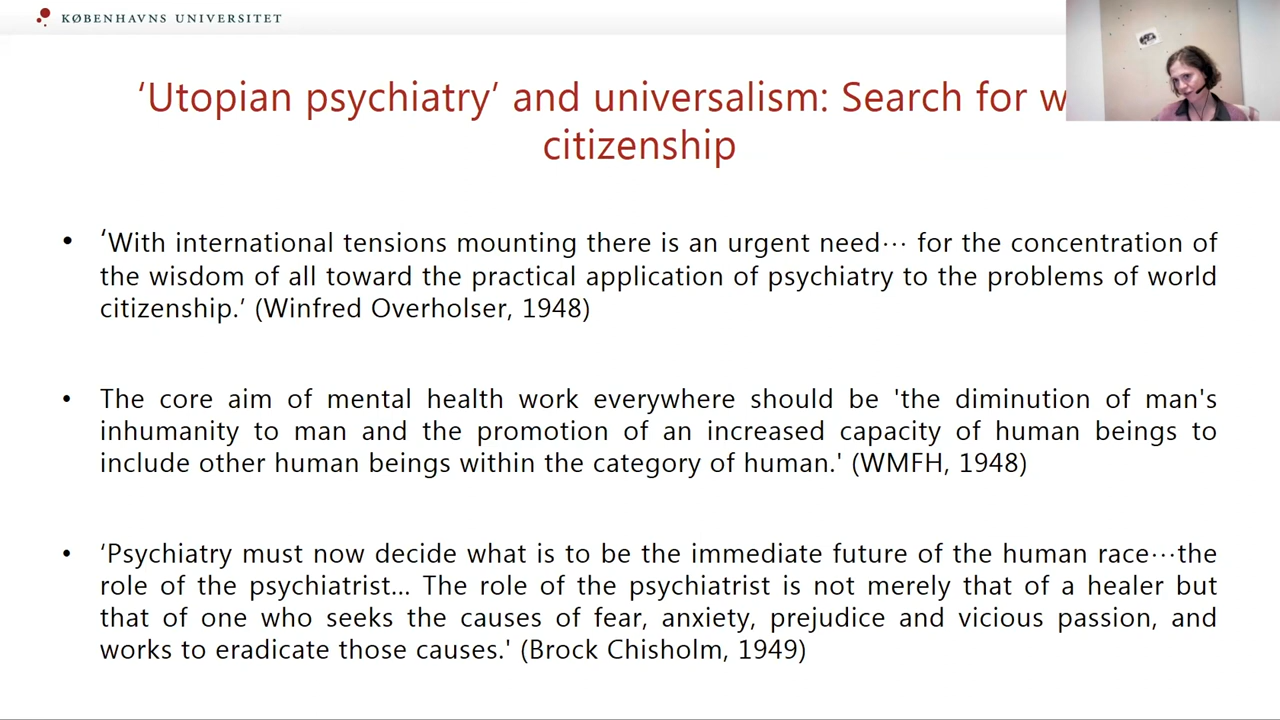 KØBENHAVNS UNIVERSITET
‘Utopian psychiatry’ and universalism: Search for
citizenship
• ‘With international tensions mounting there is an urgent need… for the concentration of
the wisdom of all toward the practical application of psychiatry to the problems of world
citizenship.’ (Winfred Overholser, 1948)
• The core aim of mental health work everywhere should be 'the diminution of man's
inhumanity to man and the promotion of an increased capacity of human beings to
include other human beings within the category of human.' (WMFH, 1948)
• ‘Psychiatry must now decide what is to be the immediate future of the human race…the
role of the psychiatrist... The role of the psychiatrist is not merely that of a healer but
that of one who seeks the causes of fear, anxiety, prejudice and vicious passion, and
works to eradicate those causes.' (Brock Chisholm, 1949)